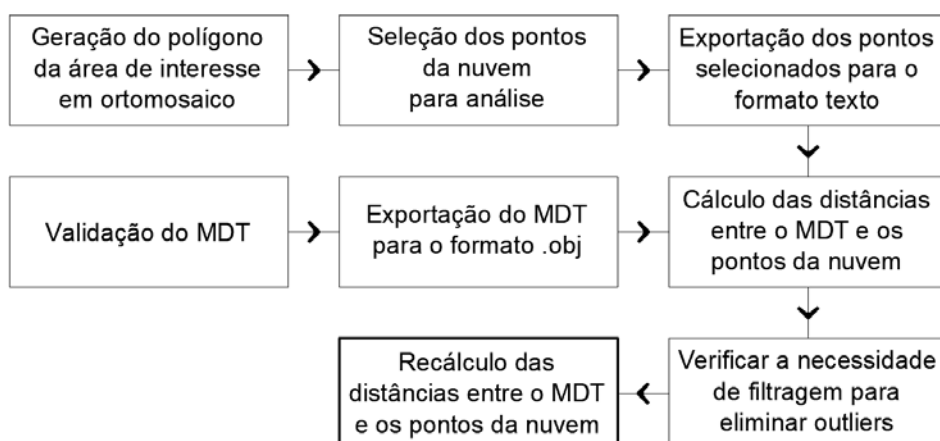 Geração do polígono
da área de interesse
em ortomosaico
Seleção dos pontos
da nuvem
para análise
Exportação dos pontos
selecionados para o
formato texto
Validação do MDT
Exportação do MDT
para o formato .obj
Cálculo das distâncias
entre o MDT e os
pontos da nuvem
Recálculo das
distâncias entre o MDT
e os pontos da nuvem
Verificar a necessidade
de filtragem para
eliminar outliers